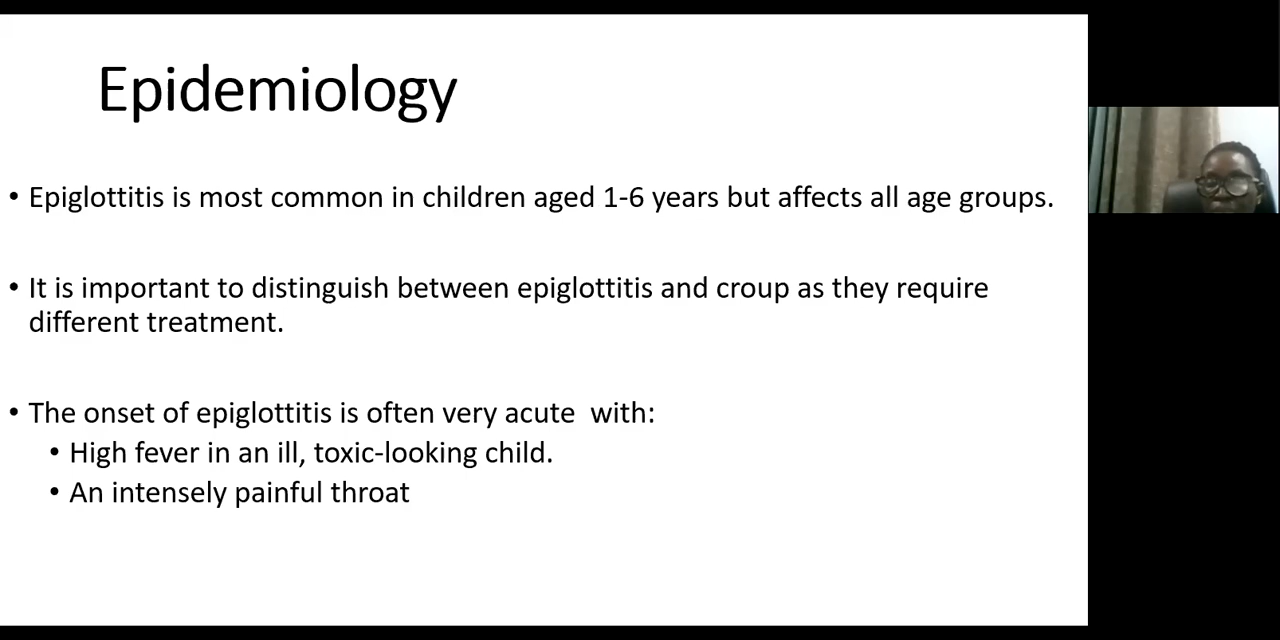 Epidemiology
• Epiglottitis is most common in children aged 1-6 years but affects all age groups.
• It is important to distinguish between epiglottitis and croup as they require
different treatment.
• The onset of epiglottitis is often very acute  with:
• High fever in an ill, toxic-looking child.
• An intensely painful throat